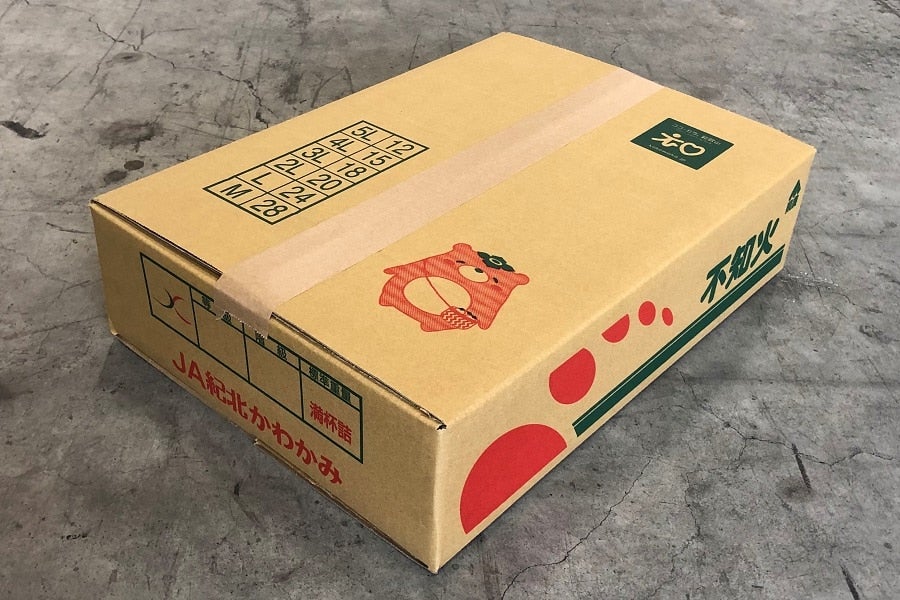 5L 12
4L 15
3L 18
2L 20
L 24
M 28
不知火
等級 階級 標準重量
満杯詰
JA紀北かわかみ